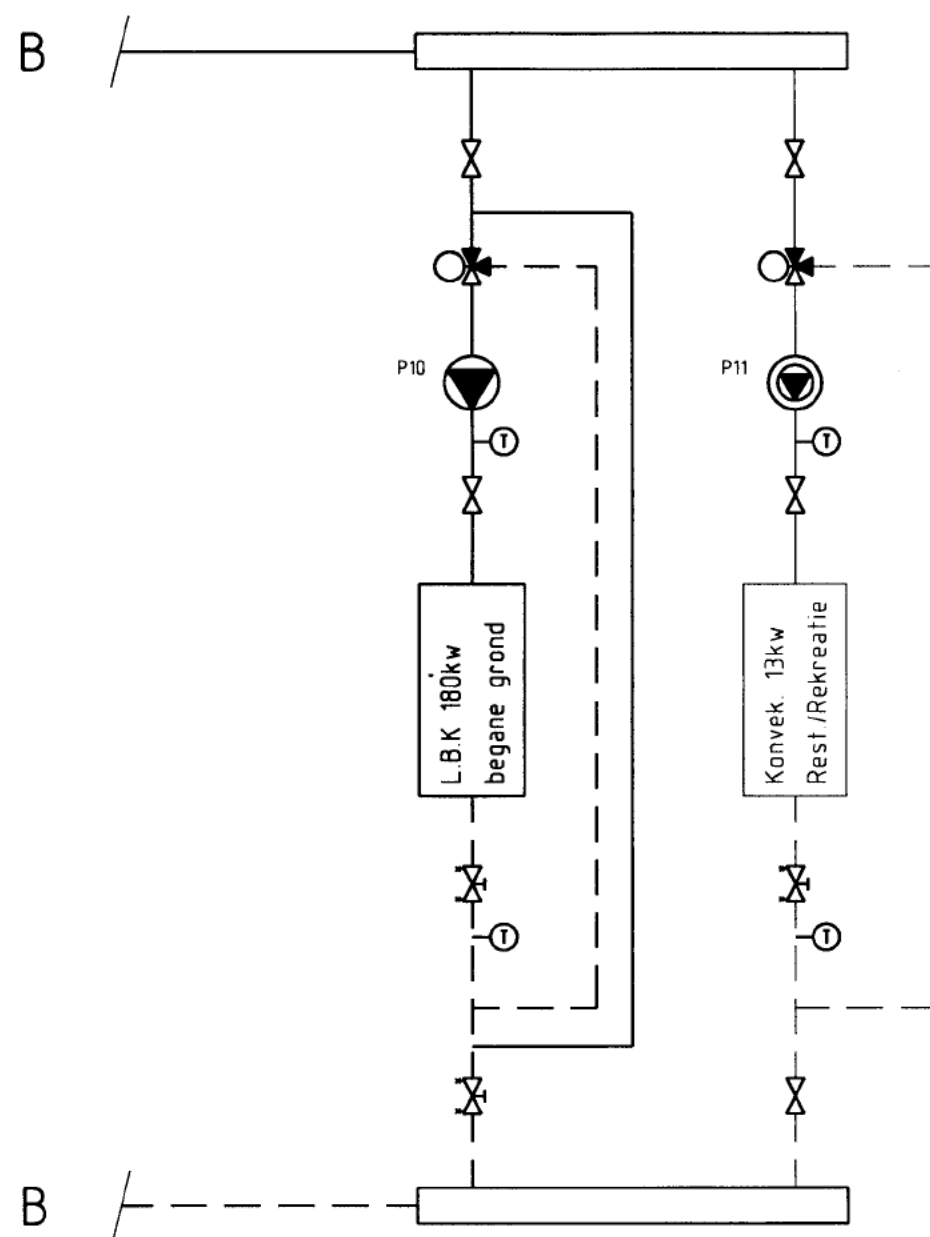 B
P10
P11
T
T
L.B.K 180kw
begane grond
Konvek. 13kw
Rest./Rekreatie
T
T
B